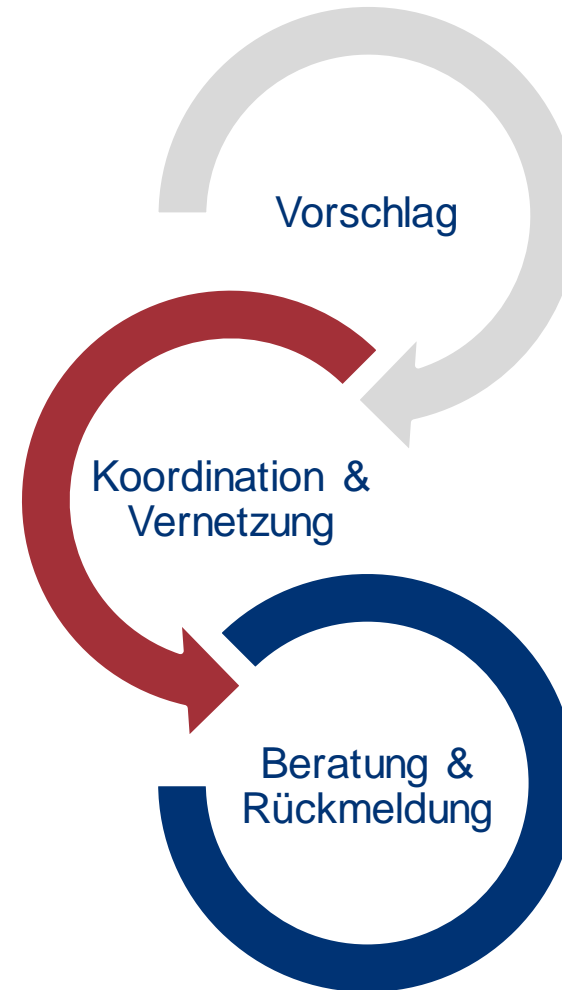 Vorschlag
Koordination &
Vernetzung
Beratung &
Rückmeldung